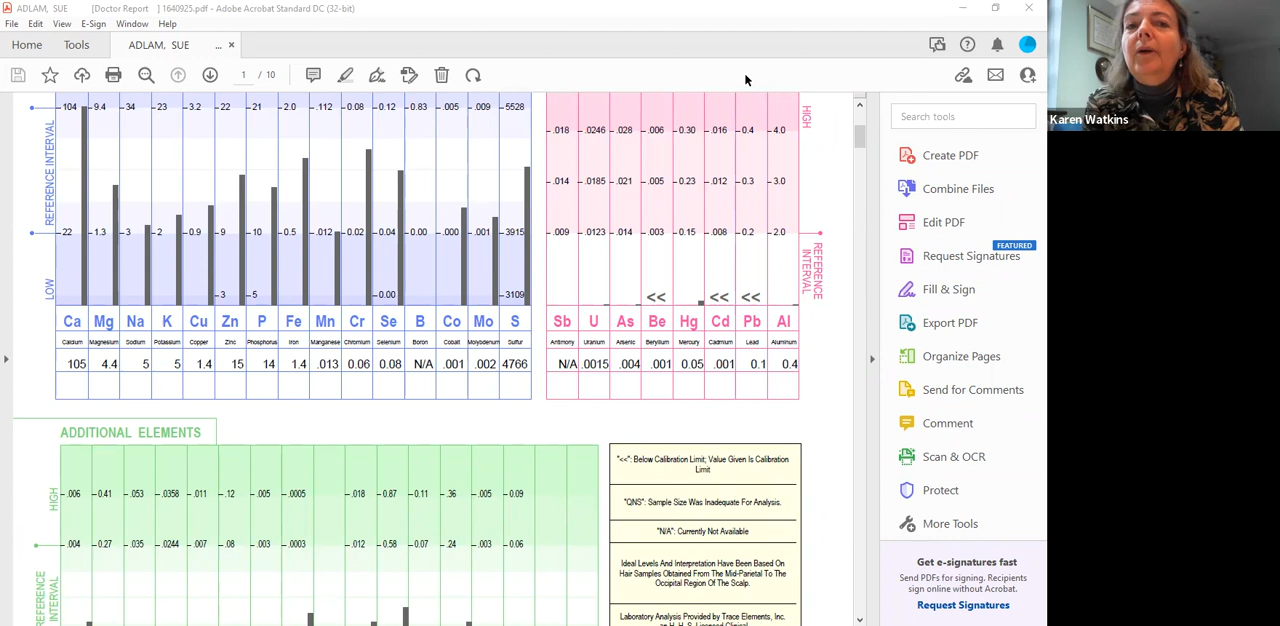 ADLAM, SUE [Doctor Report ] 1640925.pdf - Adobe Acrobat Standard DC (32-bit)
File Edit View E-Sign Window Help
Home Tools ADLAM, SUE ... ×
1 / 10
Karen Watkins
Search tools
Create PDF
Combine Files
Edit PDF
FEATURED
Request Signatures
Fill & Sign
Export PDF
Organize Pages
Send for Comments
Comment
Scan & OCR
Protect
More Tools
Get e-signatures fast
Send PDFs for signing. Recipients
sign online without Acrobat.
Request Signatures
REFERENCE INTERVAL
LOW
104 9.4 34 23 3.2 22 21 2.0 .112 0.08 0.12 0.83 .005 .009 5528
22 1.3 3 2 0.9 9 10 0.5 .012 0.02 0.04 0.00 .000 .001 3915
3 5 0.00 3109
Ca Mg Na K Cu Zn P Fe Mn Cr Se B Co Mo S
Calcium Magnesium Sodium Potassium Copper Zinc Phosphorus Iron Manganese Chromium Selenium Boron Cobalt Molybdenum Sulfur
105 4.4 5 5 1.4 15 14 1.4 .013 0.06 0.08 N/A .001 .002 4766
HIGH
REFERENCE
INTERVAL
.018 .0246 .028 .006 0.30 .016 0.4 4.0
.014 .0185 .021 .005 0.23 .012 0.3 3.0
.009 .0123 .014 .003 0.15 .008 0.2 2.0
<< << <<
Sb U As Be Hg Cd Pb Al
Antimony Uranium Arsenic Beryllium Mercury Cadmium Lead Aluminum
N/A .0015 .004 .001 0.05 .001 0.1 0.4
ADDITIONAL ELEMENTS
HIGH
REFERENCE
INTERVAL
.006 0.41 .053 .0358 .011 .12 .005 .0005 .018 0.87 0.11 .36 .005 0.09
.004 0.27 .035 .0244 .007 .08 .003 .0003 .012 0.58 0.07 .24 .003 0.06
"<<": Below Calibration Limit; Value Given Is Calibration
Limit
"QNS": Sample Size Was Inadequate For Analysis.
"N/A": Currently Not Available
Ideal Levels And Interpretation Have Been Based On
Hair Samples Obtained From The Mid-Parietal To The
Occipital Region Of The Scalp.
Laboratory Analysis Provided by Trace Elements, Inc.
an H. H. S. Licensed Clinical